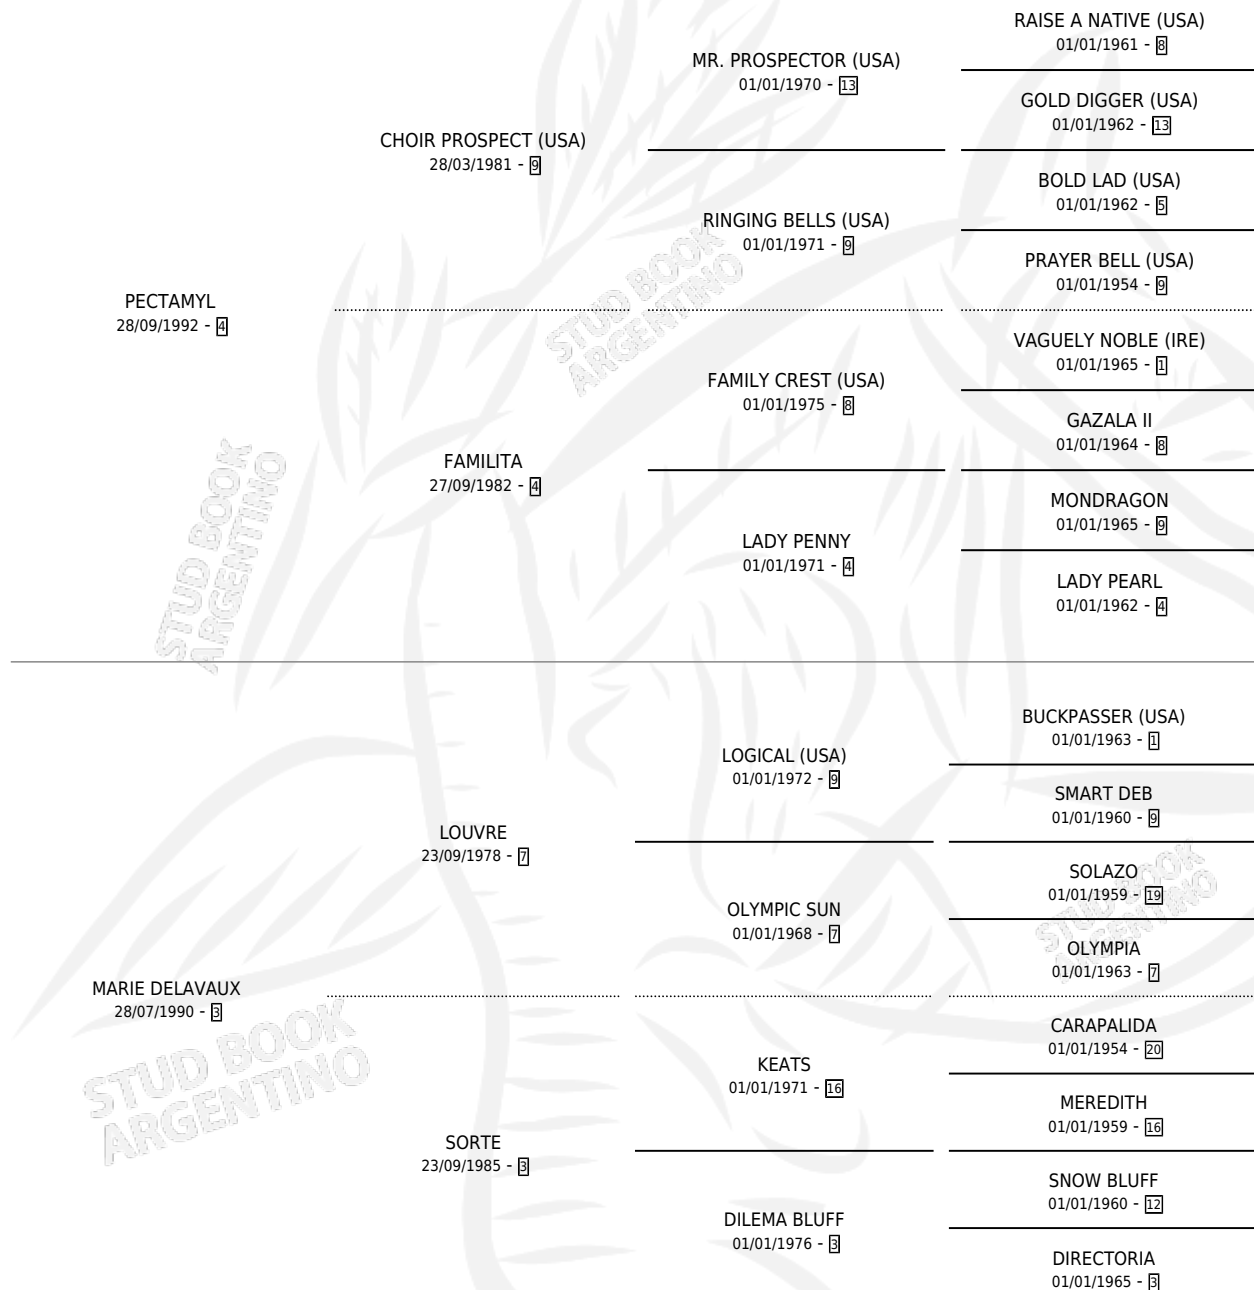 RAISE A NATIVE (USA)
01/01/1961 - 8
MR. PROSPECTOR (USA)
01/01/1970 - 13
GOLD DIGGER (USA)
01/01/1962 - 13
CHOIR PROSPECT (USA)
28/03/1981 - 9
BOLD LAD (USA)
01/01/1962 - 5
RINGING BELLS (USA)
01/01/1971 - 9
PRAYER BELL (USA)
01/01/1954 - 9
PECTAMYL
28/09/1992 - 4
VAGUELY NOBLE (IRE)
01/01/1965 - 1
FAMILY CREST (USA)
01/01/1975 - 8
GAZALA II
01/01/1964 - 8
FAMILITA
27/09/1982 - 4
MONDRAGON
01/01/1965 - 9
LADY PENNY
01/01/1971 - 4
LADY PEARL
01/01/1962 - 4
BUCKPASSER (USA)
01/01/1963 - 1
LOGICAL (USA)
01/01/1972 - 9
SMART DEB
01/01/1960 - 9
LOUVRE
23/09/1978 - 7
SOLAZO
01/01/1959 - 19
OLYMPIC SUN
01/01/1968 - 7
OLYMPIA
01/01/1963 - 7
MARIE DELAVAUX
28/07/1990 - 3
CARAPALIDA
01/01/1954 - 20
KEATS
01/01/1971 - 16
MEREDITH
01/01/1959 - 16
SORTE
23/09/1985 - 3
SNOW BLUFF
01/01/1960 - 12
DILEMA BLUFF
01/01/1976 - 3
DIRECTORIA
01/01/1965 - 3
STUD BOOK
ARGENTINO
STUD BOOK
ARGENTINO
STUD BOOK
ARGENTINO
STUD BOOK
ARGENTINO